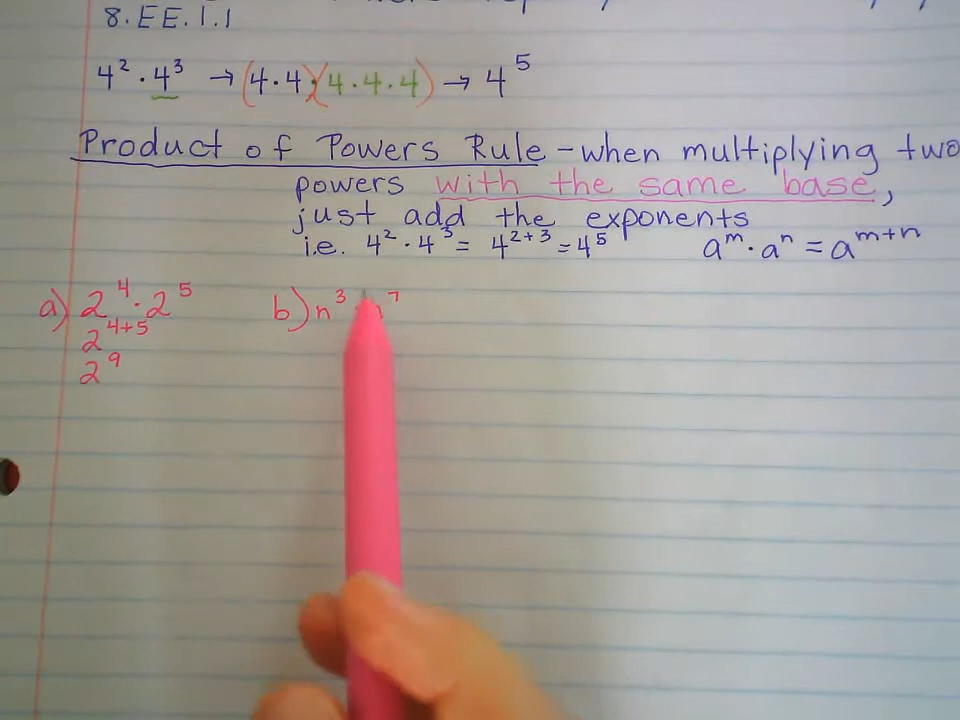 8.EE.1.1
4² · 4³ → (4 · 4)·(4 · 4 · 4) → 4⁵
Product of Powers Rule - when multiplying two
powers with the same base,
just add the exponents
i.e. 4² · 4³ = 4²⁺³ = 4⁵ aᵐ · aⁿ = aᵐ⁺ⁿ
a) 2⁴ · 2⁵ b) n³ · n⁷
2⁴⁺⁵
2⁹